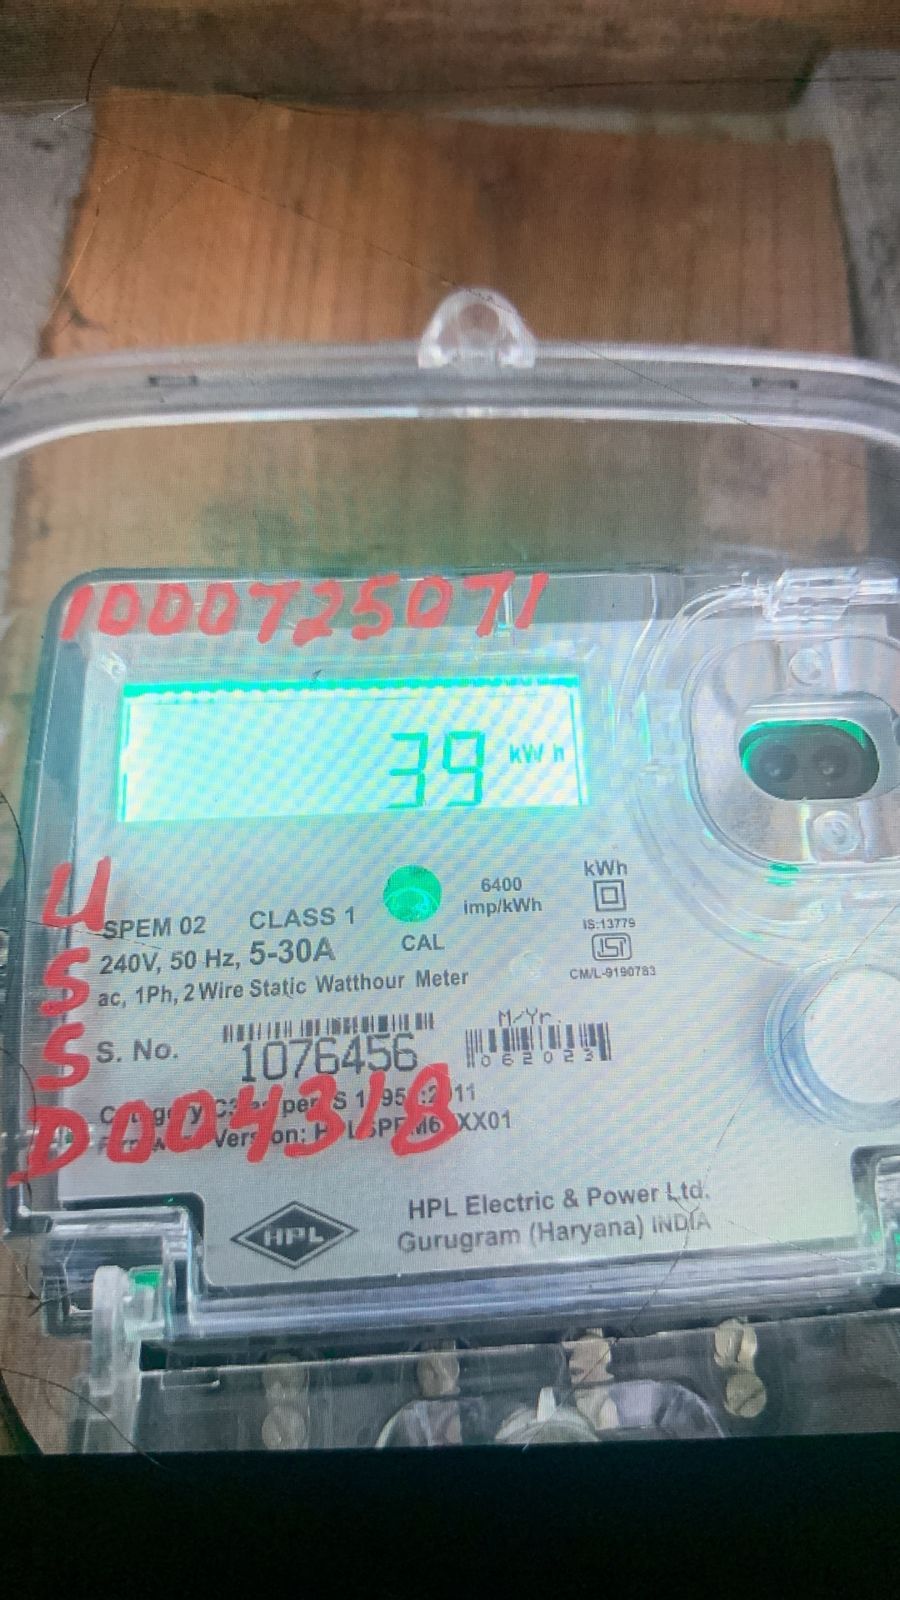 1000725071
39 kWh
U
S
S
D004318
SPEM 02 CLASS 1
CAL
6400
imp/kWh
kWh
IS:13779
ISI
CM/L-9190783
240V, 50 Hz, 5-30A
ac, 1Ph, 2 Wire Static Watthour Meter
S. No. 1076456
M/Yr.
062023
HPL
HPL Electric & Power Ltd.
Gurugram (Haryana) INDIA